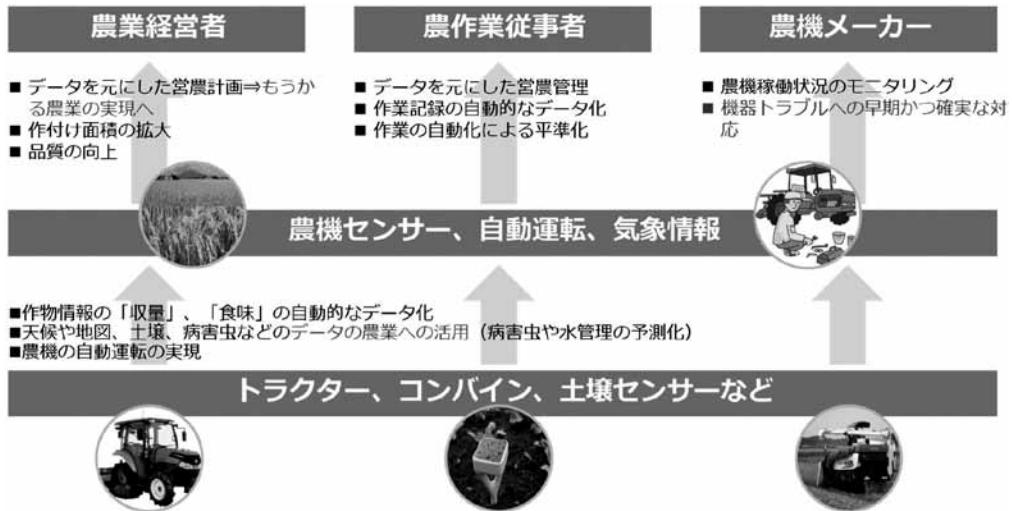 農業経営者
農作業従事者
農機メーカー
■ データを元にした営農計画⇒もうか
る農業の実現へ
■ 作付け面積の拡大
■ 品質の向上
■ データを元にした営農管理
■ 作業記録の自動的なデータ化
■ 作業の自動化による平準化
■ 農機稼働状況のモニタリング
■ 機器トラブルへの早期かつ確実な対
応
農機センサー、自動運転、気象情報
■作物情報の「収量」、「食味」の自動的なデータ化
■天候や地図、土壌、病害虫などのデータの農業への活用（病害虫や水管理の予測化）
■農機の自動運転の実現
トラクター、コンバイン、土壌センサーなど